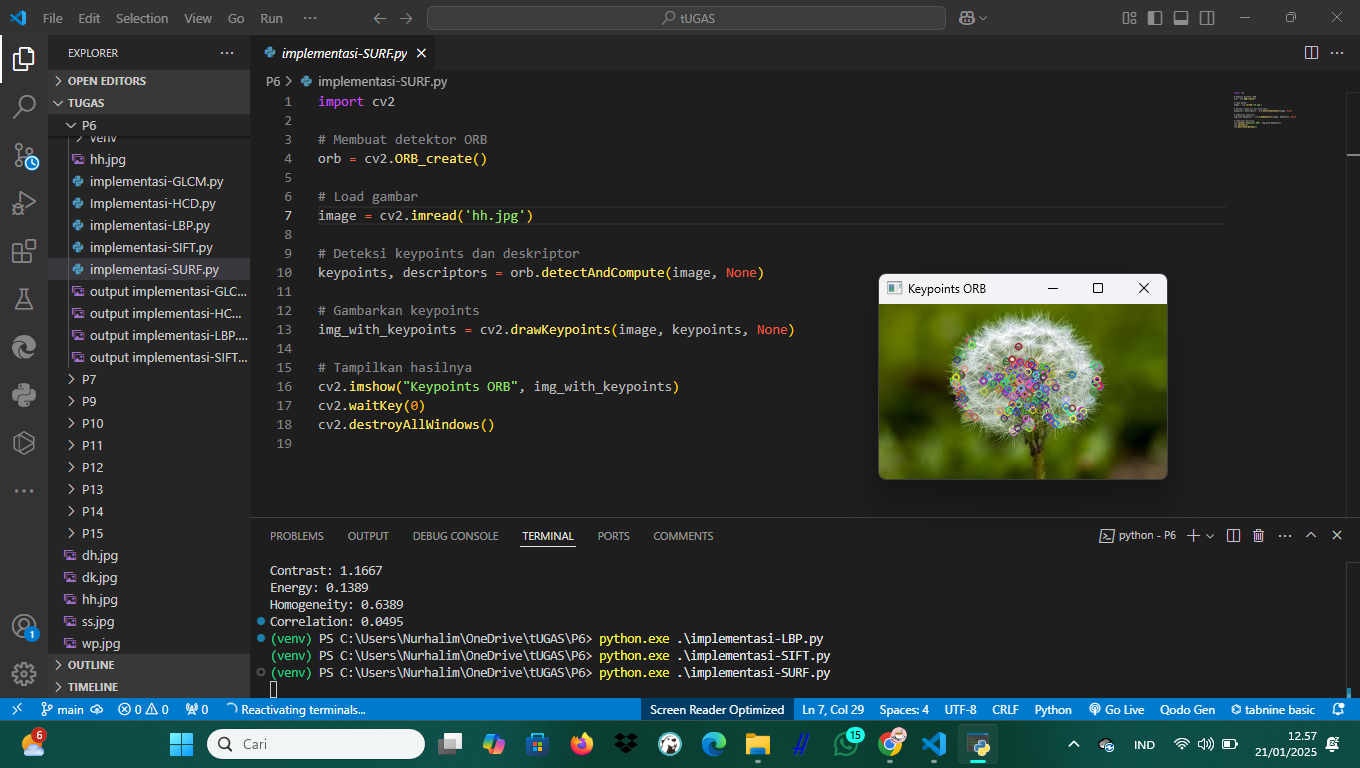 File Edit Selection View Go Run ··· tUGAS
EXPLORER ···
OPEN EDITORS
TUGAS
P6
venv
hh.jpg
implementasi-GLCM.py
Implementasi-HCD.py
implementasi-LBP.py
implementasi-SIFT.py
implementasi-SURF.py
output implementasi-GLC...
output implementasi-HC...
output implementasi-LBP....
output implementasi-SIFT...
P7
P9
P10
P11
P12
P13
P14
P15
dh.jpg
dk.jpg
hh.jpg
ss.jpg
wp.jpg
OUTLINE
TIMELINE
1
implementasi-SURF.py
P6 > implementasi-SURF.py
1 import cv2
2
3 # Membuat detektor ORB
4 orb = cv2.ORB_create()
5
6 # Load gambar
7 image = cv2.imread('hh.jpg')
8
9 # Deteksi keypoints dan deskriptor
10 keypoints, descriptors = orb.detectAndCompute(image, None)
11
12 # Gambarkan keypoints
13 img_with_keypoints = cv2.drawKeypoints(image, keypoints, None)
14
15 # Tampilkan hasilnya
16 cv2.imshow("Keypoints ORB", img_with_keypoints)
17 cv2.waitKey(0)
18 cv2.destroyAllWindows()
19
Keypoints ORB
PROBLEMS OUTPUT DEBUG CONSOLE TERMINAL PORTS COMMENTS python - P6
Contrast: 1.1667
Energy: 0.1389
Homogeneity: 0.6389
Correlation: 0.0495
(venv) PS C:\Users\Nurhalim\OneDrive\tUGAS\P6> python.exe .\implementasi-LBP.py
(venv) PS C:\Users\Nurhalim\OneDrive\tUGAS\P6> python.exe .\implementasi-SIFT.py
(venv) PS C:\Users\Nurhalim\OneDrive\tUGAS\P6> python.exe .\implementasi-SURF.py
main 0 0 0 Reactivating terminals... Screen Reader Optimized Ln 7, Col 29 Spaces: 4 UTF-8 CRLF Python Go Live Qodo Gen tabnine basic
6 Cari 15 IND 12.57
21/01/2025